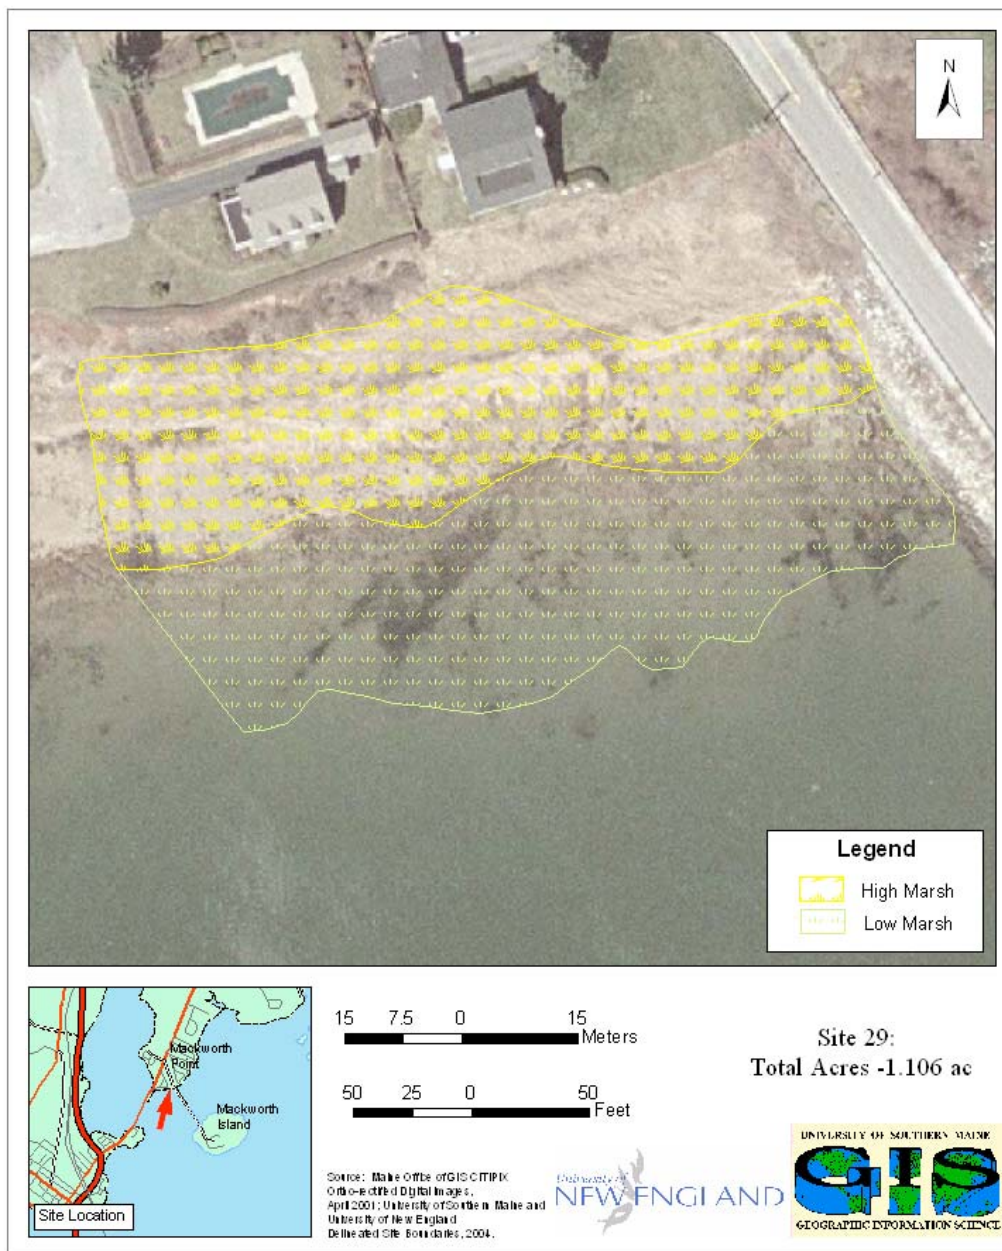 N
Legend
High Marsh
Low Marsh
Mackworth
Point
Mackworth
Island
Site Location
15 7.5 0 15
Meters
50 25 0 50
Feet
Site 29:
Total Acres -1.106 ac
Source: Maine Office of GIS CITIPIX
Ortho-rectified Digital Images,
April 2001; University of Southern Maine and
University of New England
Delineated Site Boundaries, 2004.
University of
NEW ENGLAND
UNIVERSITY OF SOUTHERN MAINE
GIS
GEOGRAPHIC INFORMATION SCIENCE